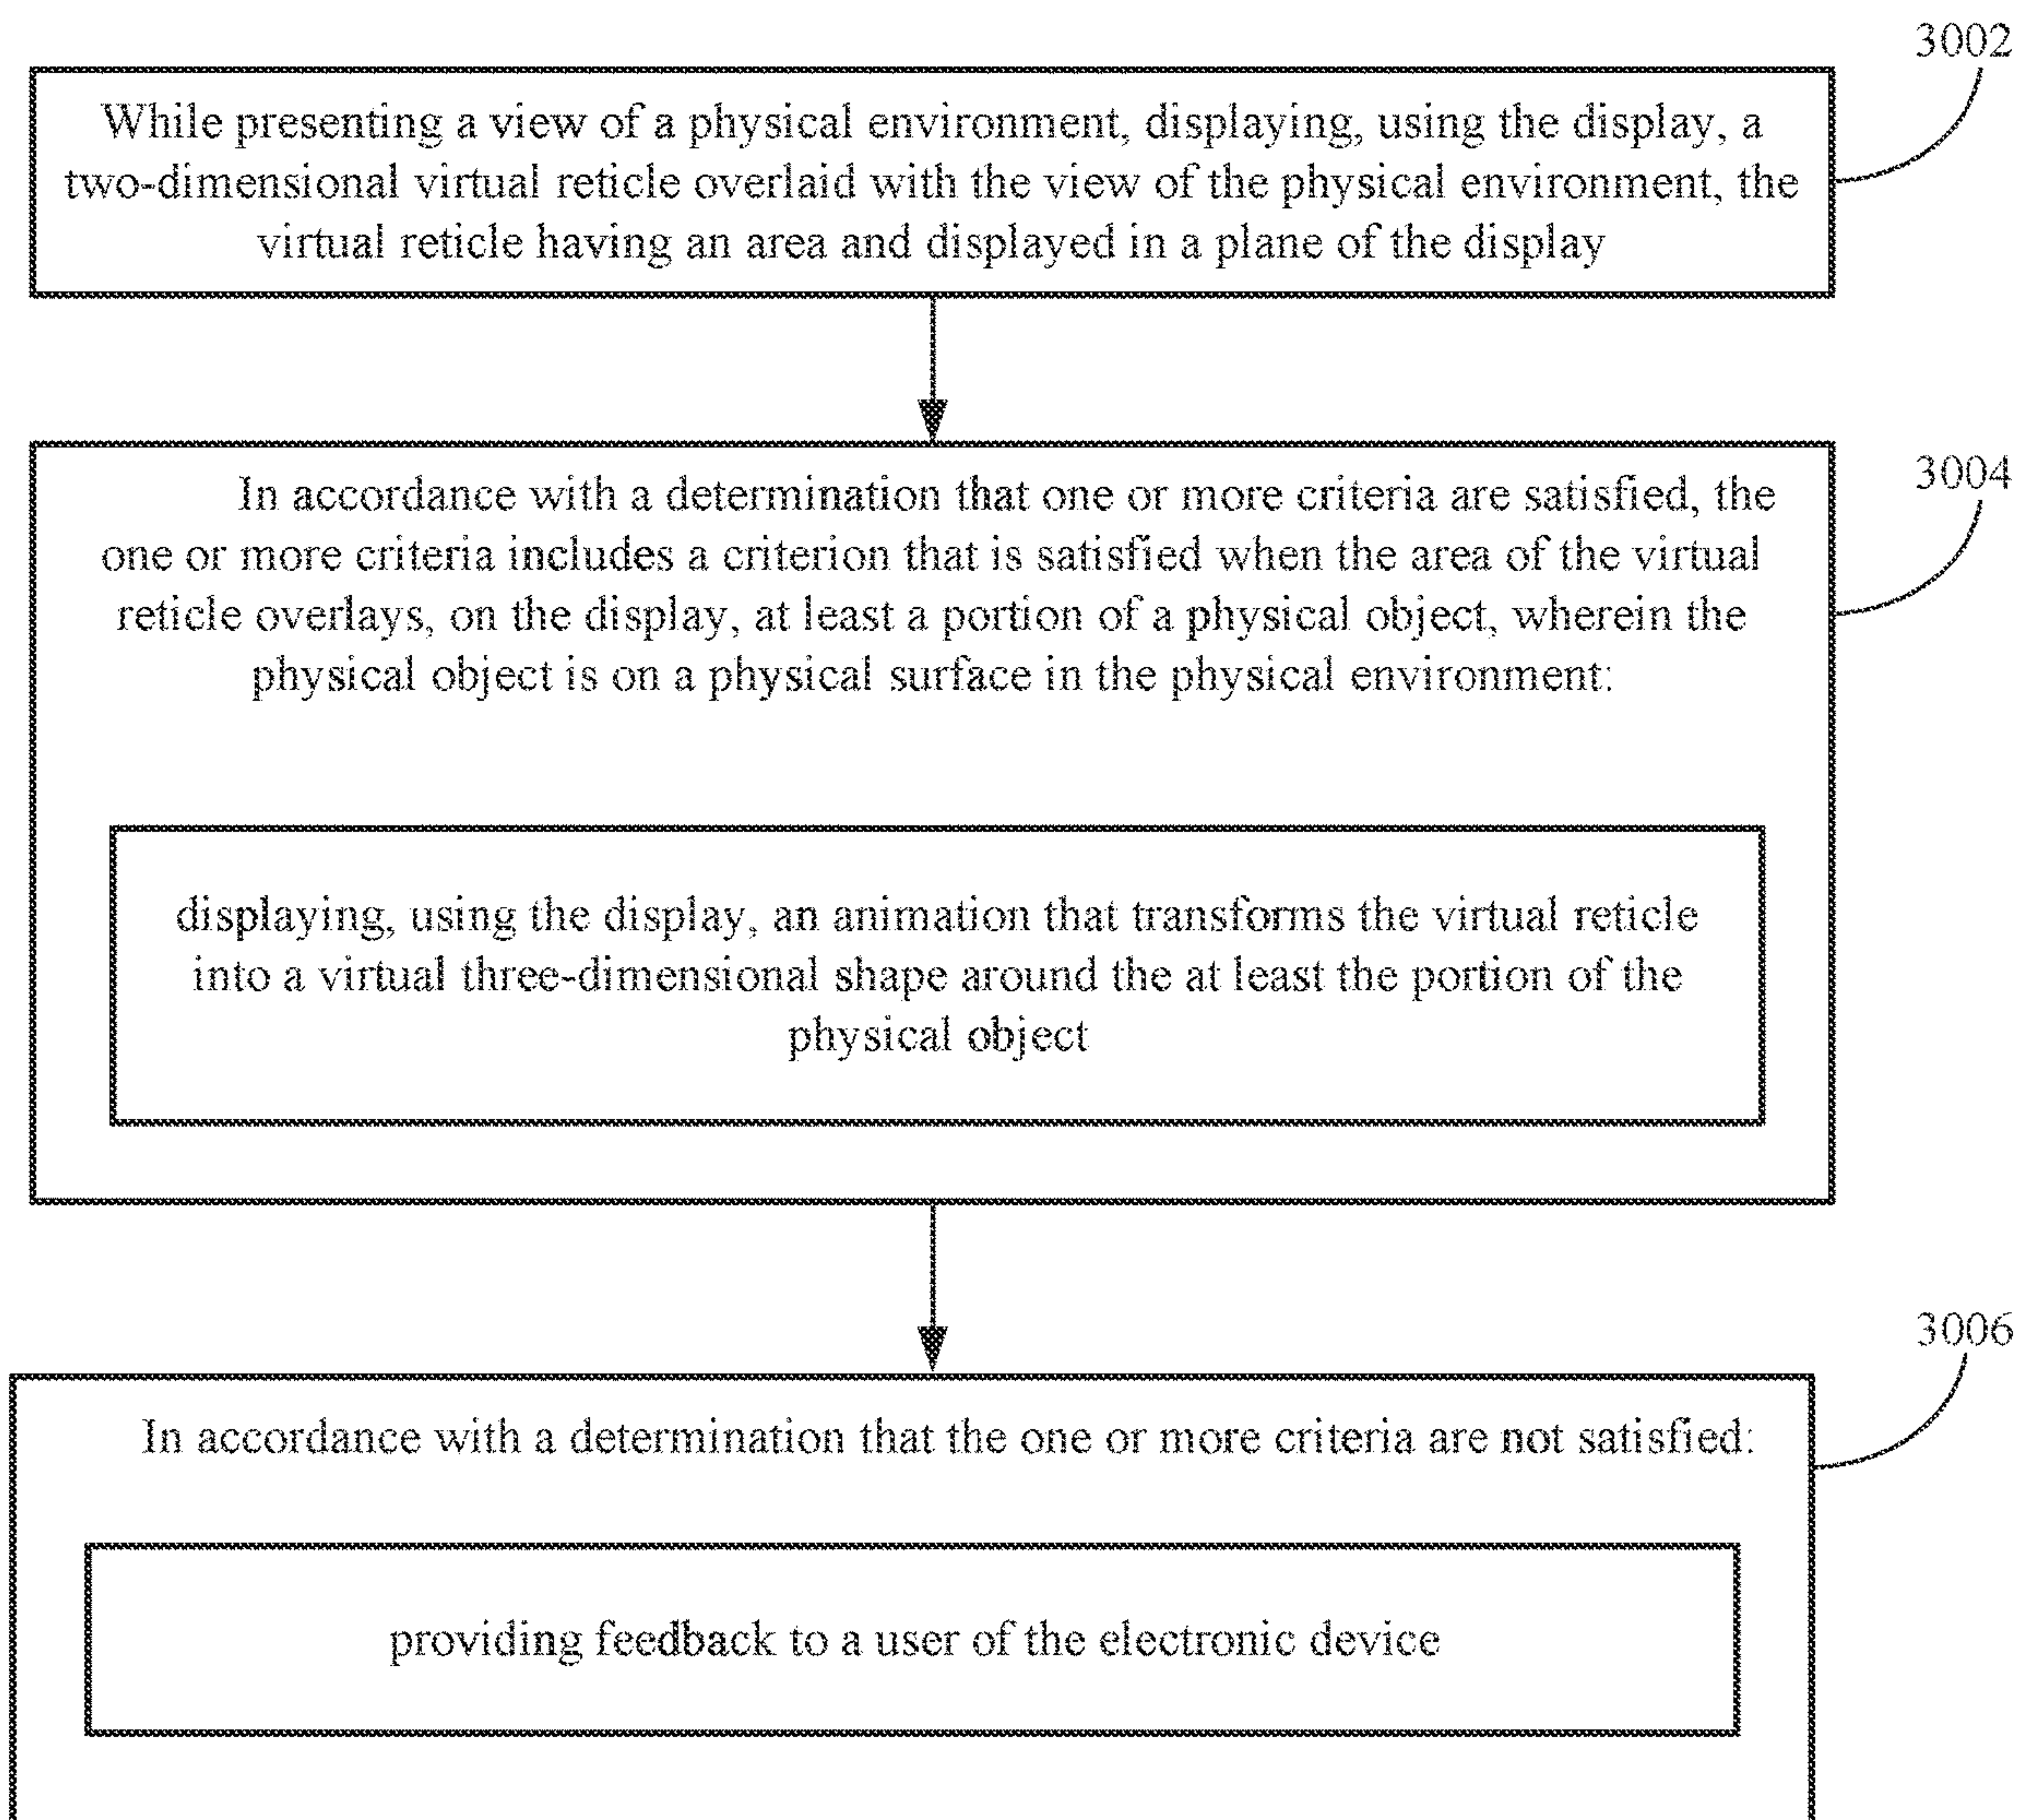 3002
While presenting a view of a physical environment, displaying, using the display, a
two-dimensional virtual reticle overlaid with the view of the physical environment, the
virtual reticle having an area and displayed in a plane of the display
3004
In accordance with a determination that one or more criteria are satisfied, the
one or more criteria includes a criterion that is satisfied when the area of the virtual
reticle overlays, on the display, at least a portion of a physical object, wherein the
physical object is on a physical surface in the physical environment:
displaying, using the display, an animation that transforms the virtual reticle
into a virtual three-dimensional shape around the at least the portion of the
physical object
3006
In accordance with a determination that the one or more criteria are not satisfied:
providing feedback to a user of the electronic device